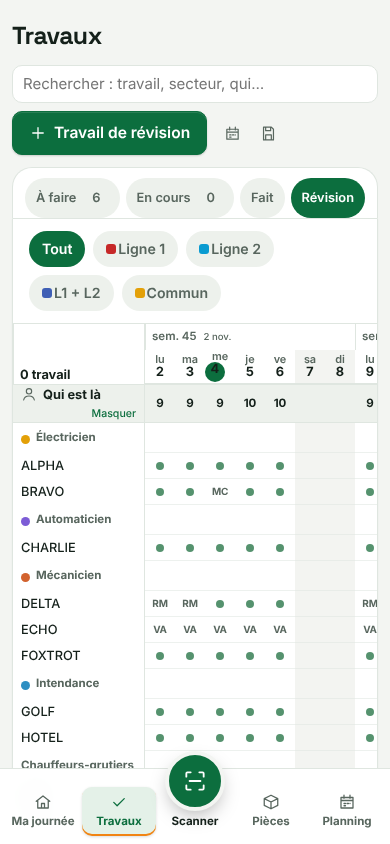 Travaux
Rechercher : travail, secteur, qui...
Travail de révision
À faire 6 En cours 0 Fait Révision
Tout Ligne 1 Ligne 2
L1 + L2 Commun
sem. 45 2 nov.
lu ma me je ve sa di lu
0 travail 2 3 4 5 6 7 8 9
Qui est là 9 9 9 10 10 9
Masquer
Électricien
ALPHA
BRAVO MC
Automaticien
CHARLIE
Mécanicien
DELTA RM RM RM
ECHO VA VA VA VA VA VA
FOXTROT
Intendance
GOLF
HOTEL
Chauffeurs-grutiers
Ma journée Travaux Scanner Pièces Planning